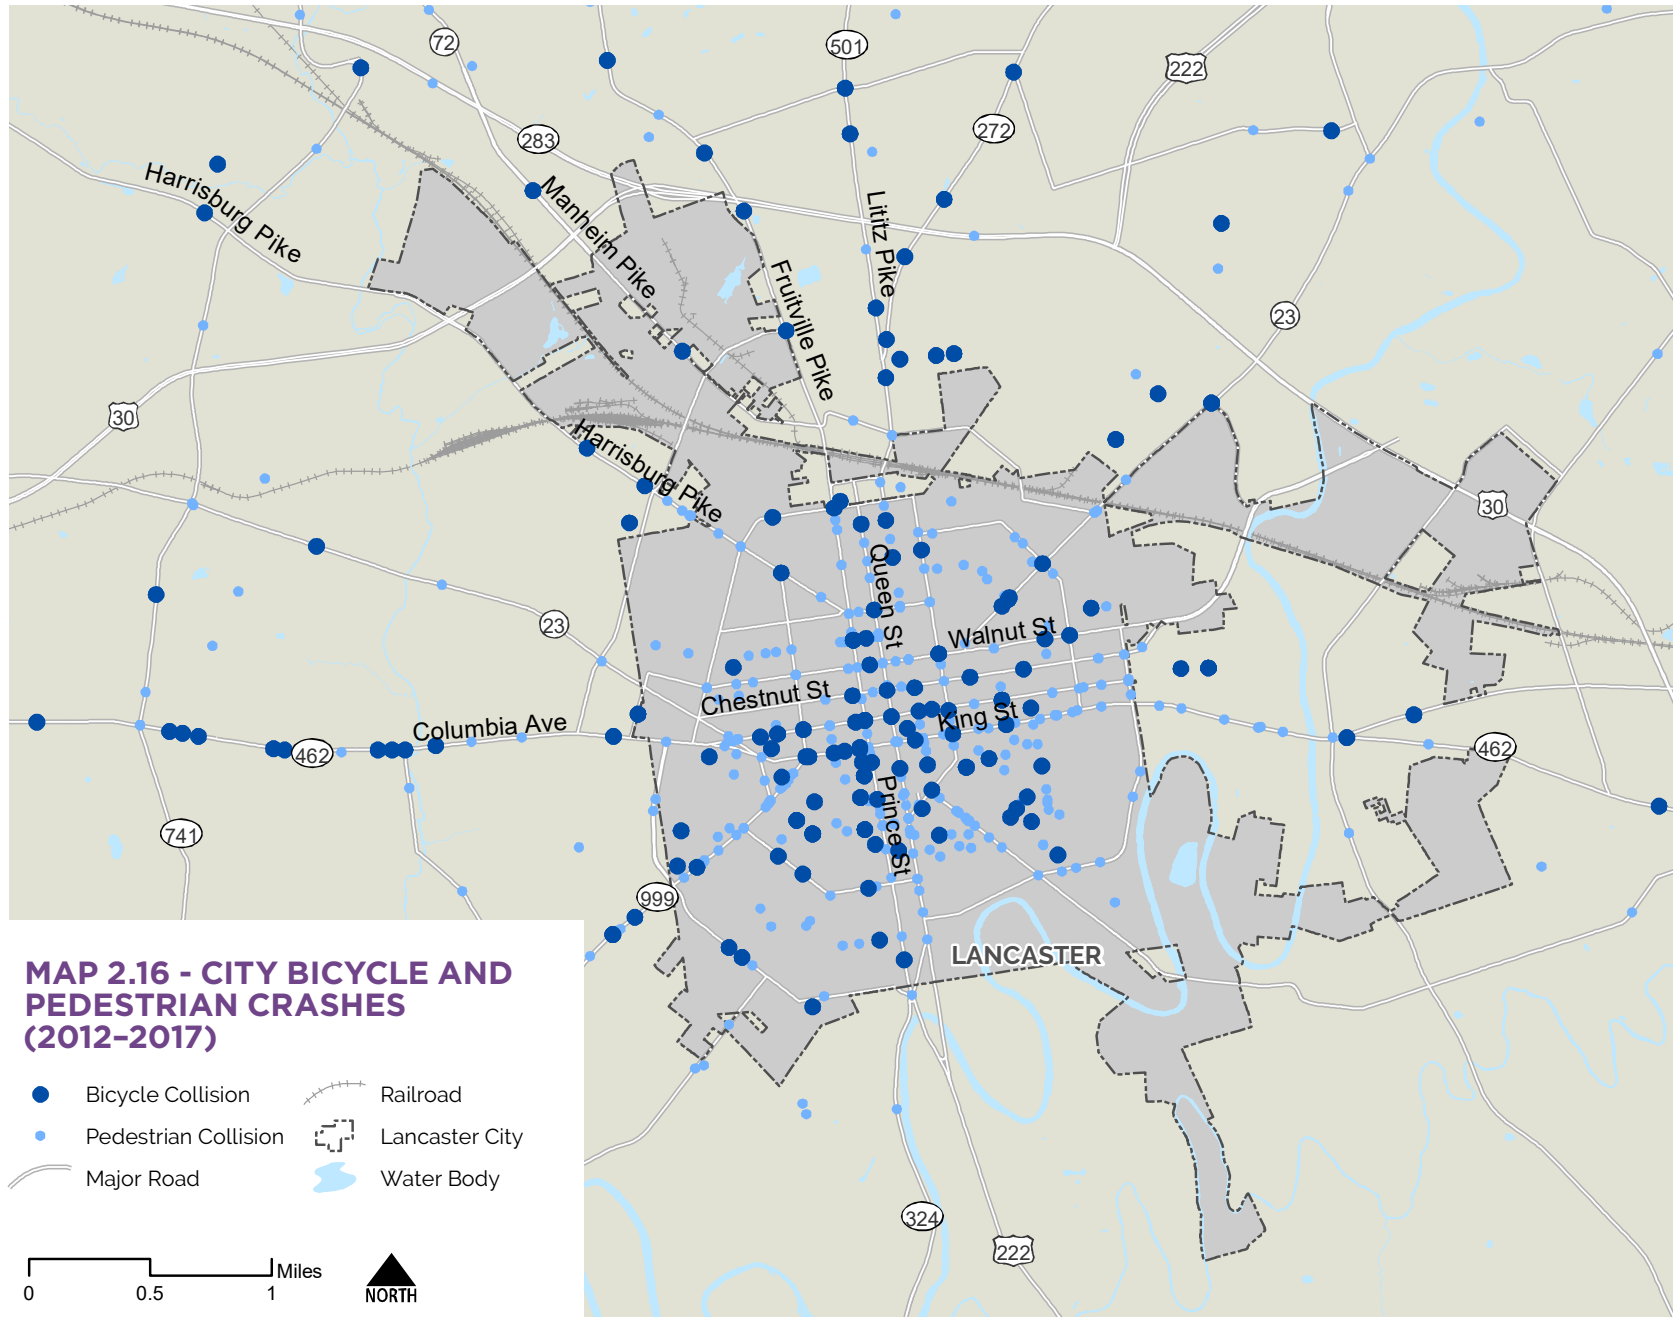 72
501
222
283
272
Harrisburg Pike
Manheim Pike
Lititz Pike
Fruitville Pike
23
30
Harrisburg Pike
30
Queen St
23
Walnut St
Chestnut St
King St
Columbia Ave
462
462
Prince St
741
999
LANCASTER
324
222
MAP 2.16 - CITY BICYCLE AND
PEDESTRIAN CRASHES
(2012–2017)
Bicycle Collision
Railroad
Pedestrian Collision
Lancaster City
Major Road
Water Body
Miles
0
0.5
1
NORTH